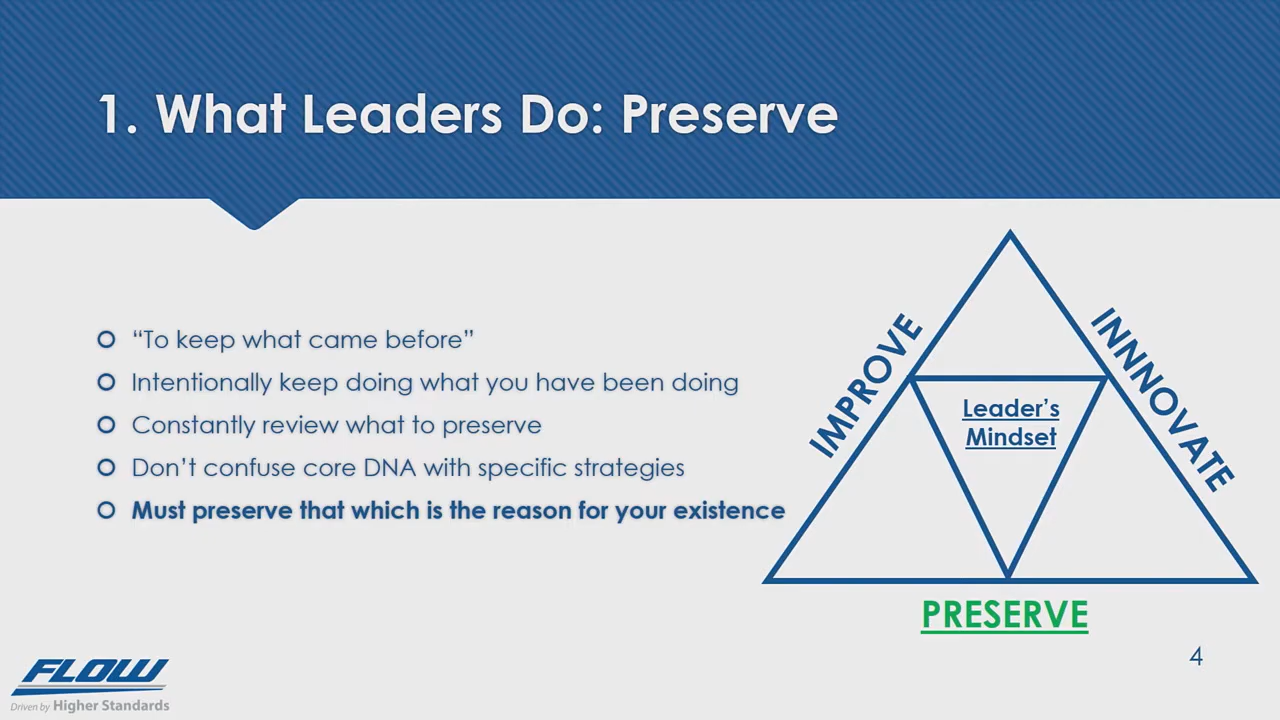 1. What Leaders Do: Preserve
“To keep what came before”
Intentionally keep doing what you have been doing
Constantly review what to preserve
Don’t confuse core DNA with specific strategies
Must preserve that which is the reason for your existence
IMPROVE
INNNOVATE
Leader’s
Mindset
PRESERVE
4
FLOW
Driven by Higher Standards